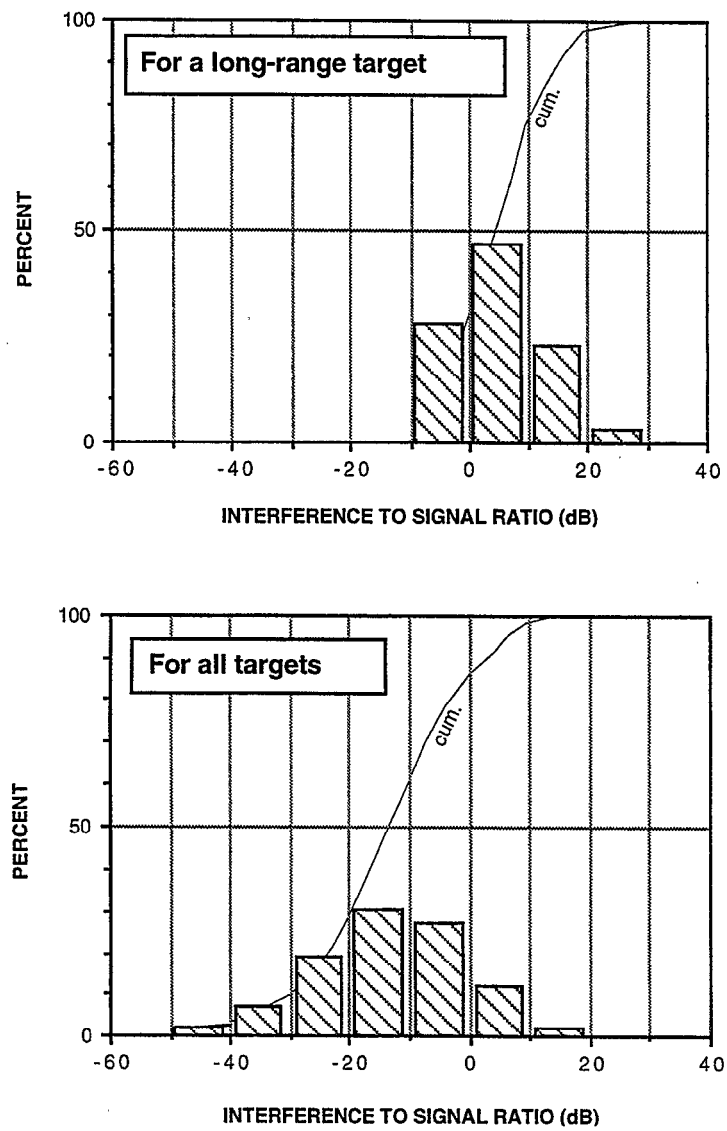 100
For a long-range target
cum.
PERCENT
50
0
-60
-40
-20
0
20
40
INTERFERENCE TO SIGNAL RATIO (dB)
100
For all targets
cum.
PERCENT
50
0
-60
-40
-20
0
20
40
INTERFERENCE TO SIGNAL RATIO (dB)